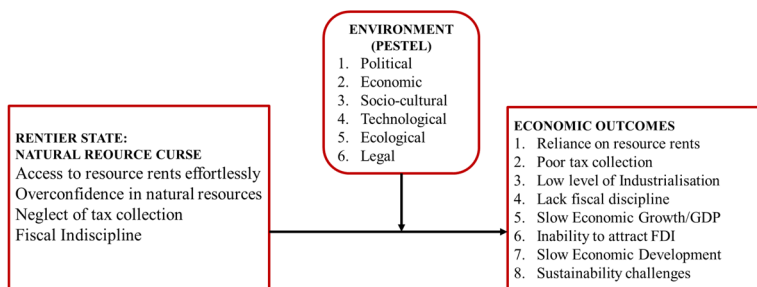 ENVIRONMENT
(PESTEL)
1. Political
2. Economic
3. Socio-cultural
4. Technological
5. Ecological
6. Legal
RENTIER STATE:
NATURAL REOURCE CURSE
Access to resource rents effortlessly
Overconfidence in natural resources
Neglect of tax collection
Fiscal Indiscipline
ECONOMIC OUTCOMES
1. Reliance on resource rents
2. Poor tax collection
3. Low level of Industrialisation
4. Lack fiscal discipline
5. Slow Economic Growth/GDP
6. Inability to attract FDI
7. Slow Economic Development
8. Sustainability challenges